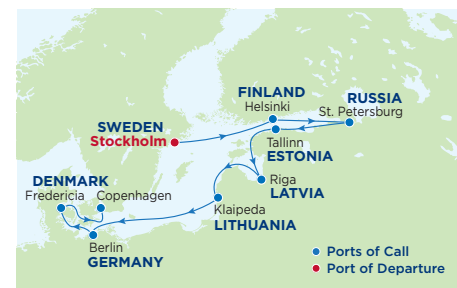 FINLAND
Helsinki
RUSSIA
St. Petersburg
SWEDEN
Stockholm
Tallinn
ESTONIA
Riga
LATVIA
DENMARK
Fredericia
Copenhagen
Klaipeda
LITHUANIA
Berlin
GERMANY
Ports of Call
Port of Departure